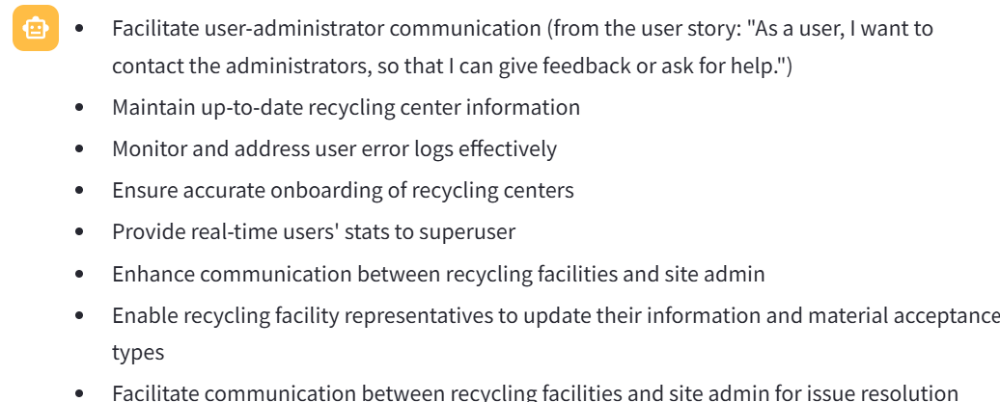 • Facilitate user-administrator communication (from the user story: "As a user, I want to
contact the administrators, so that I can give feedback or ask for help.")
• Maintain up-to-date recycling center information
• Monitor and address user error logs effectively
• Ensure accurate onboarding of recycling centers
• Provide real-time users' stats to superuser
• Enhance communication between recycling facilities and site admin
• Enable recycling facility representatives to update their information and material acceptance
types
• Facilitate communication between recycling facilities and site admin for issue resolution